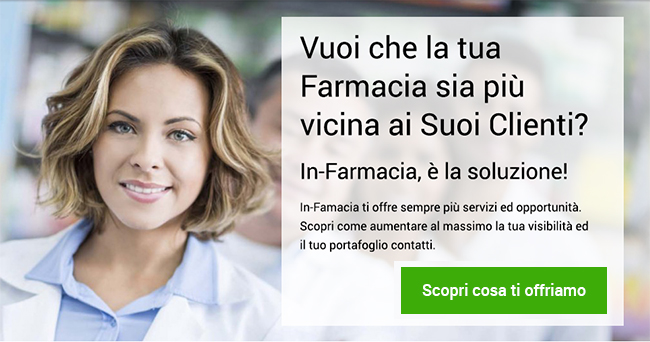 Vuoi che la tua
Farmacia sia più
vicina ai Suoi Clienti?
In-Farmacia, è la soluzione!
In-Famacia ti offre sempre più servizi ed opportunità.
Scopri come aumentare al massimo la tua visibilità ed
il tuo portafoglio contatti.
Scopri cosa ti offriamo